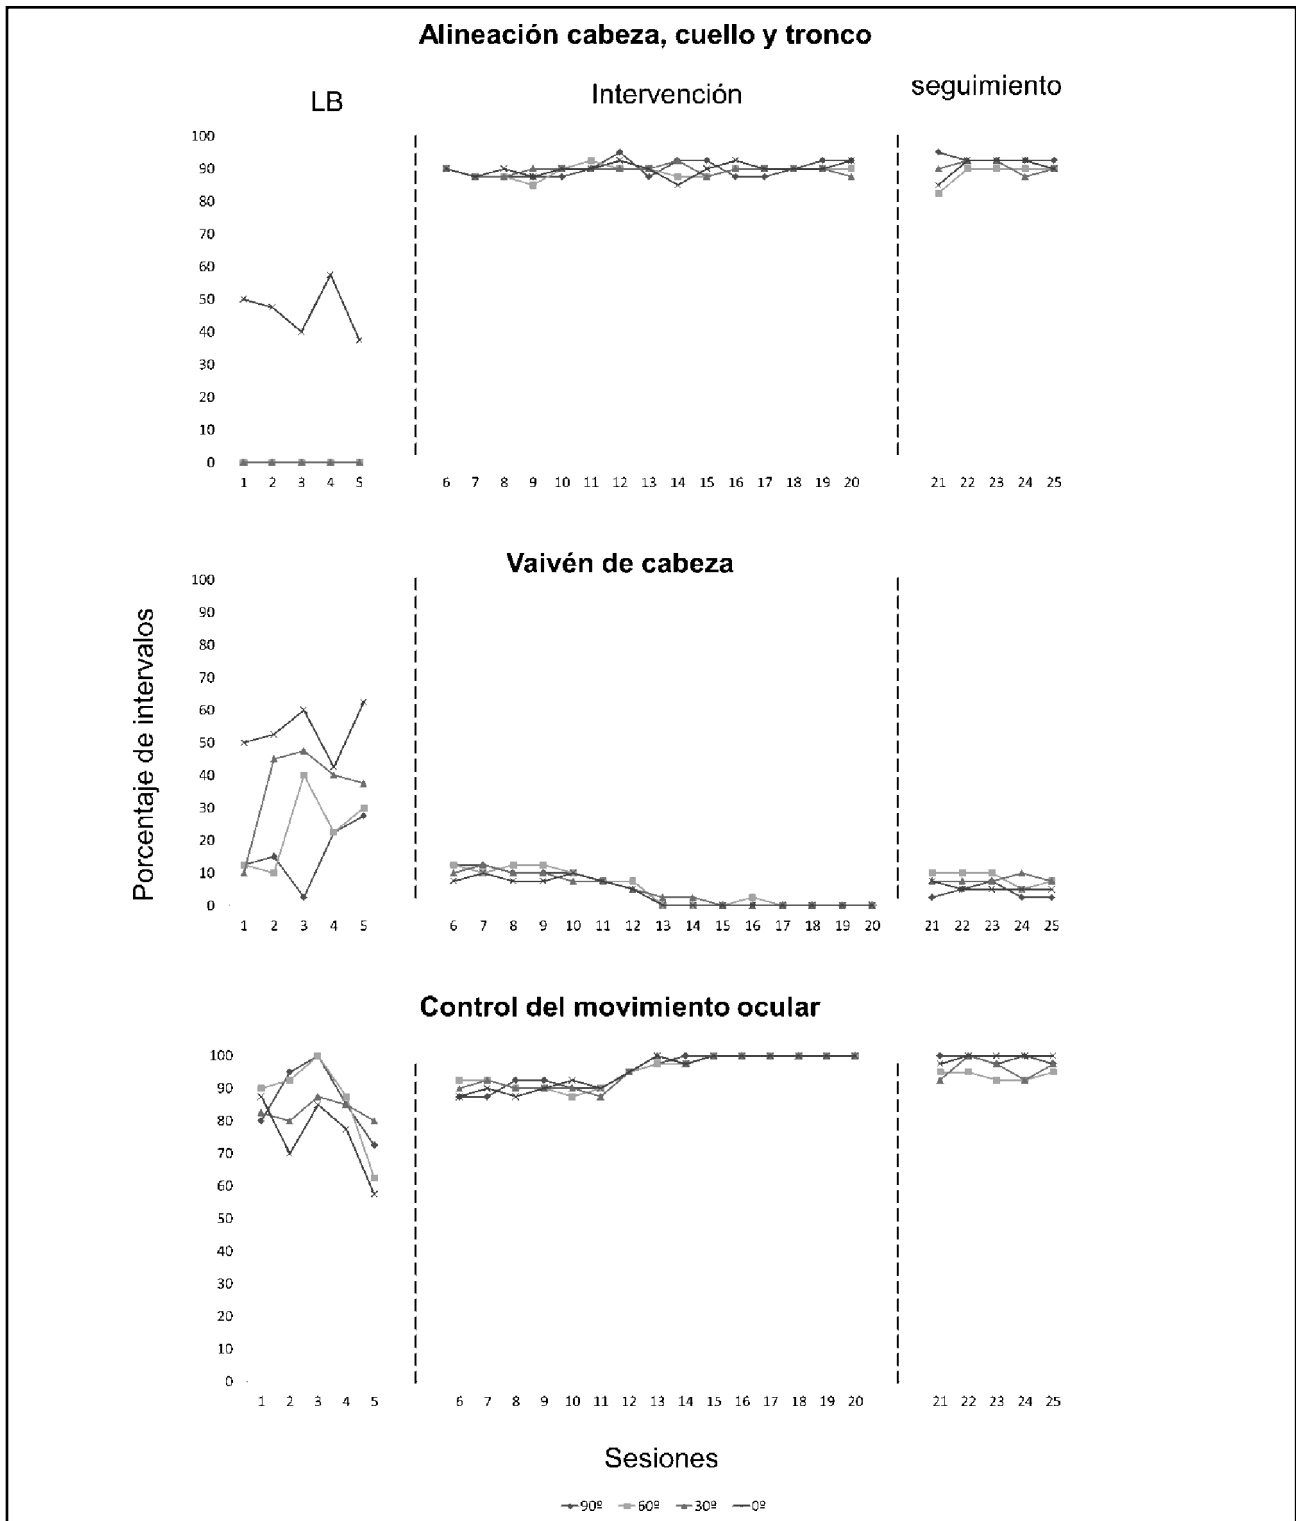 Alineación cabeza, cuello y tronco
LB
Intervención
seguimiento
100
90
80
70
60
50
40
30
20
10
0
1 2 3 4 5 6 7 8 9 10 11 12 13 14 15 16 17 18 19 20 21 22 23 24 25
Vaivén de cabeza
Porcentaje de intervalos
100
90
80
70
60
50
40
30
20
10
0
1 2 3 4 5 6 7 8 9 10 11 12 13 14 15 16 17 18 19 20 21 22 23 24 25
Control del movimiento ocular
100
90
80
70
60
50
40
30
20
10
0
1 2 3 4 5 6 7 8 9 10 11 12 13 14 15 16 17 18 19 20 21 22 23 24 25
Sesiones
90º 60º 30º 0º